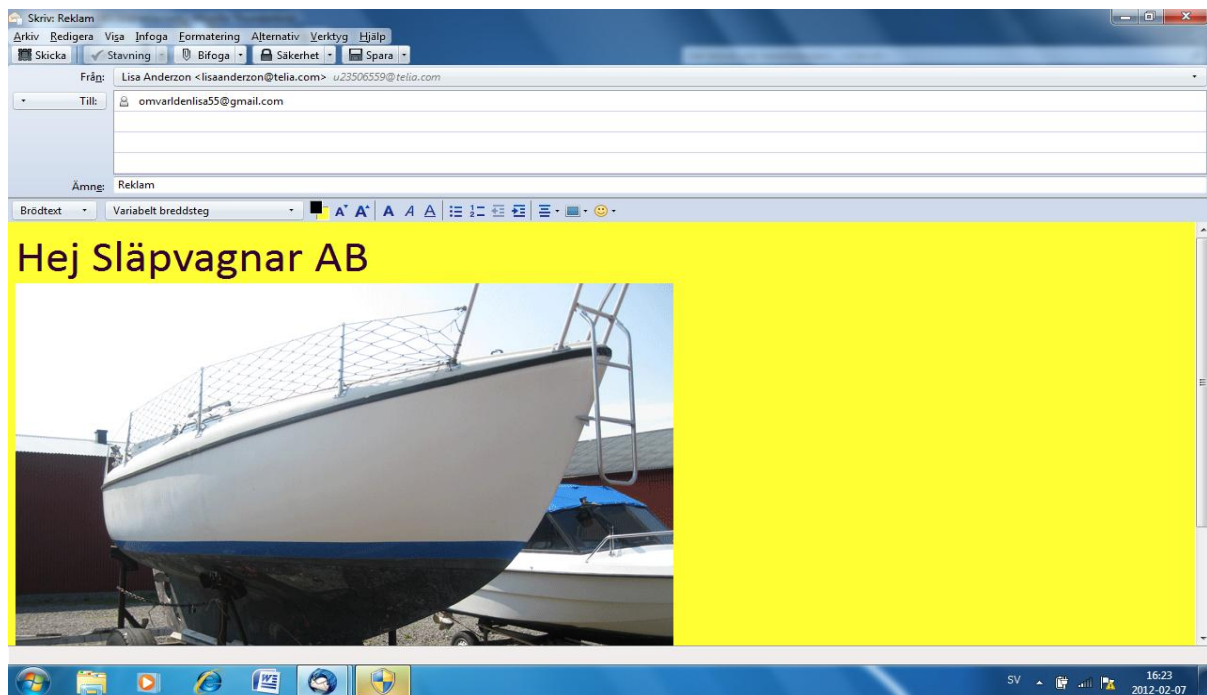 Skriv: Reklam
Arkiv Redigera Visa Infoga Formatering Alternativ Verktyg Hjälp
Skicka Stavning Bifoga Säkerhet Spara
Från: Lisa Anderzon <lisaanderzon@telia.com> u23506559@telia.com
Till: omvarldenlisa55@gmail.com
Ämne: Reklam
Brödtext Variabelt breddsteg
Hej Släpvagnar AB
SV 16:23
2012-02-07